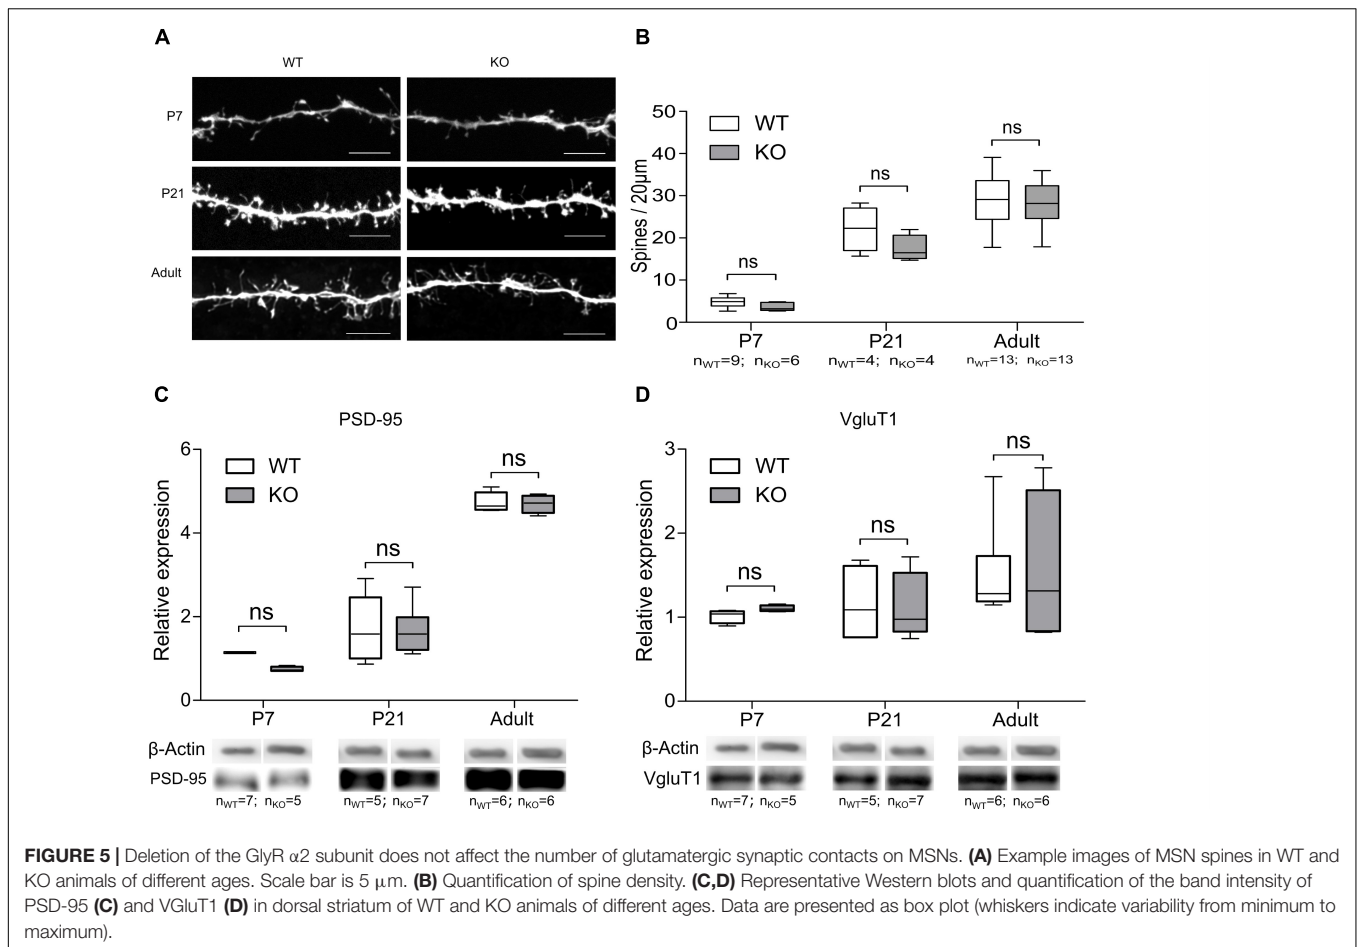 A
WT
KO
P7
P21
Adult
B
50
40
30
20
10
0
Spines / 20μm
WT
KO
ns
ns
ns
P7
P21
Adult
nWT=9; nKO=6
nWT=4; nKO=4
nWT=13; nKO=13
C
PSD-95
6
4
2
0
Relative expression
WT
KO
ns
ns
ns
P7
P21
Adult
β-Actin
PSD-95
nWT=7; nKO=5
nWT=5; nKO=7
nWT=6; nKO=6
D
VgluT1
3
2
1
0
Relative expression
WT
KO
ns
ns
ns
P7
P21
Adult
β-Actin
VgluT1
nWT=7; nKO=5
nWT=5; nKO=7
nWT=6; nKO=6
FIGURE 5 | Deletion of the GlyR α2 subunit does not affect the number of glutamatergic synaptic contacts on MSNs. (A) Example images of MSN spines in WT and
KO animals of different ages. Scale bar is 5 μm. (B) Quantification of spine density. (C,D) Representative Western blots and quantification of the band intensity of
PSD-95 (C) and VGluT1 (D) in dorsal striatum of WT and KO animals of different ages. Data are presented as box plot (whiskers indicate variability from minimum to
maximum).